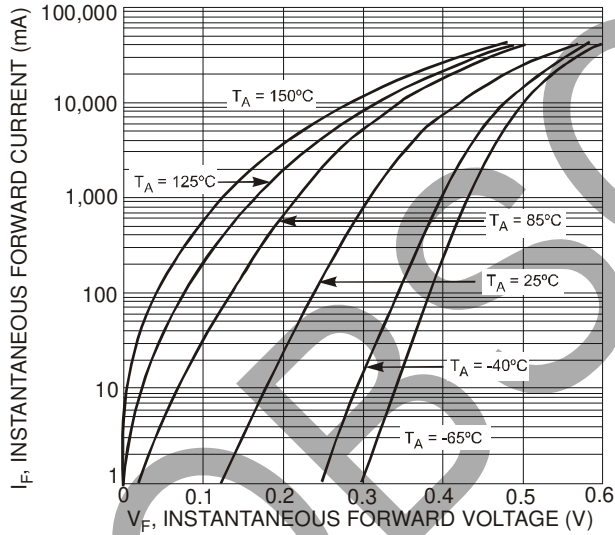 I_F, INSTANTANEOUS FORWARD CURRENT (mA)
100,000
10,000
1,000
100
10
1
T_A = 150ºC
T_A = 125ºC
T_A = 85ºC
T_A = 25ºC
T_A = -40ºC
T_A = -65ºC
0 0.1 0.2 0.3 0.4 0.5 0.6
V_F, INSTANTANEOUS FORWARD VOLTAGE (V)
OBSO